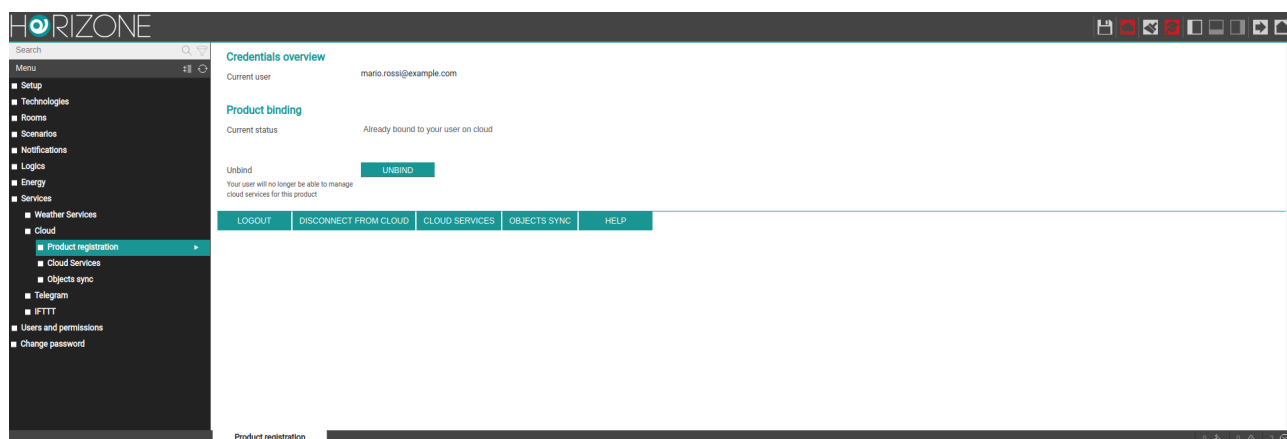 HORIZONE
Search
Menu
Setup
Technologies
Rooms
Scenarios
Notifications
Logics
Energy
Services
Weather Services
Cloud
Product registration
Cloud Services
Objects sync
Telegram
IFTTT
Users and permissions
Change password
Credentials overview
Current user mario.rossi@example.com
Product binding
Current status Already bound to your user on cloud
Unbind UNBIND
Your user will no longer be able to manage
cloud services for this product
LOGOUT DISCONNECT FROM CLOUD CLOUD SERVICES OBJECTS SYNC HELP
Product registration